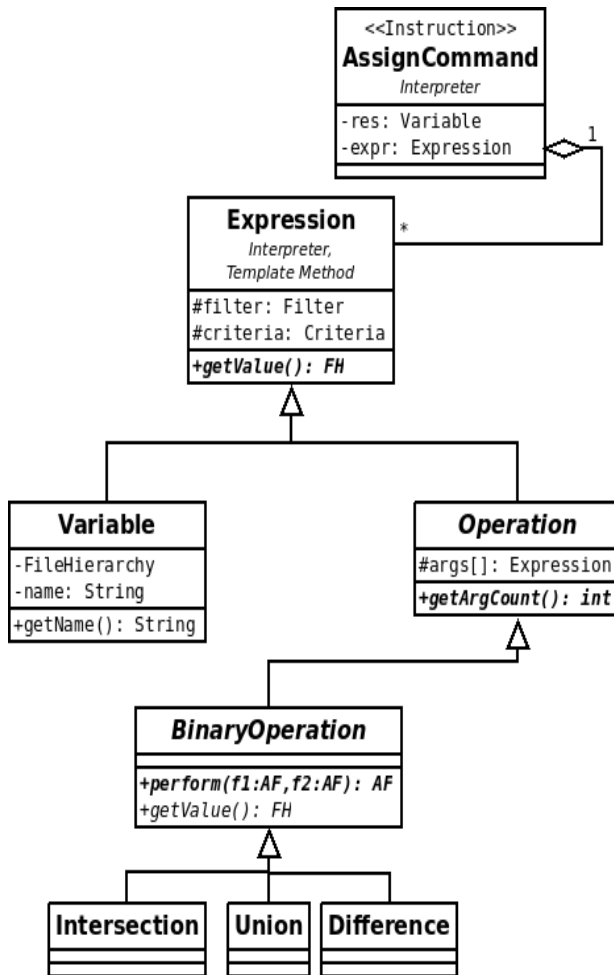 <<Instruction>>
AssignCommand
Interpreter
-res: Variable
-expr: Expression
1
*
Expression
Interpreter,
Template Method
#filter: Filter
#criteria: Criteria
+getValue(): FH
Variable
-FileHierarchy
-name: String
+getName(): String
Operation
#args[]: Expression
+getArgCount(): int
BinaryOperation
+perform(f1:AF,f2:AF): AF
+getValue(): FH
Intersection
Union
Difference